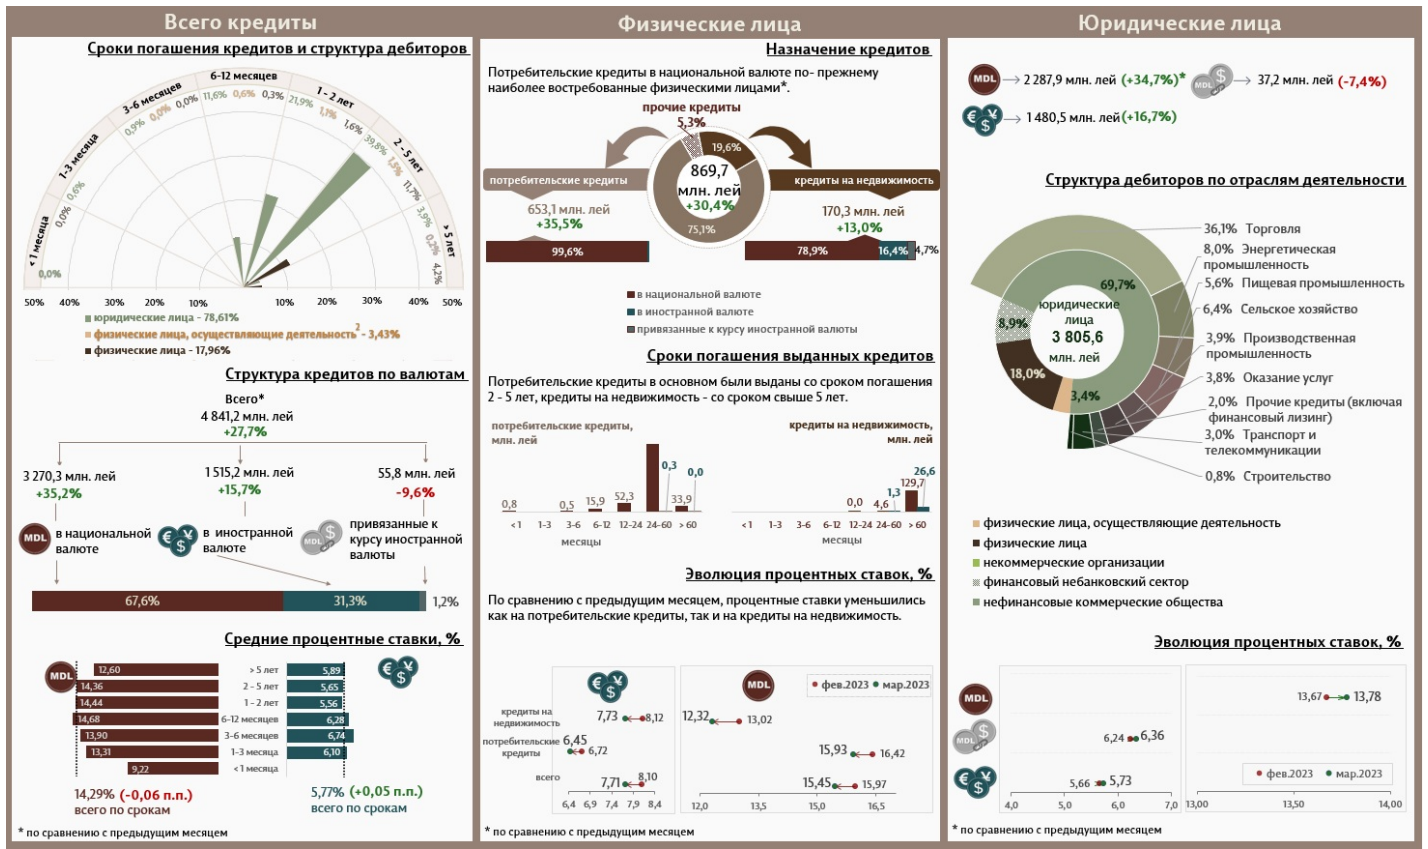 Всего кредиты
Сроки погашения кредитов и структура дебиторов
< 1 месяца
1-3 месяца
3-6 месяцев
6-12 месяцев
1 - 2 лет
2 - 5 лет
> 5 лет
0,0%
0,0%
0,6%
0,9%
0,0%
0,0%
11,6%
0,6%
0,3%
21,9%
1,1%
1,6%
39,8%
1,5%
11,7%
3,9%
0,2%
4,2%
50% 40% 30% 20% 10% 10% 20% 30% 40% 50%
юридические лица - 78,61%
физические лица, осуществляющие деятельность2 - 3,43%
физические лица - 17,96%
Структура кредитов по валютам
Всего*
4 841,2 млн. лей
+27,7%
3 270,3 млн. лей
+35,2%
1 515,2 млн. лей
+15,7%
55,8 млн. лей
-9,6%
MDL
в национальной
валюте
€ ¥ $
в иностранной
валюте
MDL $
привязанные к
курсу иностранной
валюты
67,6% 31,3% 1,2%
Средние процентные ставки, %
MDL
€ ¥ $
12,60 > 5 лет 5,89
14,36 2 - 5 лет 5,65
14,44 1 - 2 лет 5,56
14,68 6-12 месяцев 6,28
13,90 3-6 месяцев 6,74
13,31 1-3 месяца 6,10
9,22 < 1 месяца
14,29% (-0,06 п.п.)
всего по срокам
5,77% (+0,05 п.п.)
всего по срокам
* по сравнению с предыдущим месяцем
Физические лица
Назначение кредитов
Потребительские кредиты в национальной валюте по- прежнему
наиболее востребованные физическими лицами*.
прочие кредиты
5,3%
19,6%
869,7
млн. лей
+30,4%
75,1%
потребительские кредиты
653,1 млн. лей
+35,5%
99,6%
кредиты на недвижимость
170,3 млн. лей
+13,0%
78,9% 16,4% 4,7%
в национальной валюте
в иностранной валюте
привязанные к курсу иностранной валюты
Сроки погашения выданных кредитов
Потребительские кредиты в основном были выданы со сроком погашения
2 - 5 лет, кредиты на недвижимость - со сроком свыше 5 лет.
потребительские кредиты,
млн. лей
0,8 0,5 15,9 52,3 0,3 33,9 0,0
< 1 1-3 3-6 6-12 12-24 24-60 > 60
месяцы
кредиты на недвижимость,
млн. лей
0,0 4,6 1,3 129,7 26,6
< 1 1-3 3-6 6-12 12-24 24-60 > 60
месяцы
Эволюция процентных ставок, %
По сравнению с предыдущим месяцем, процентные ставки уменьшились
как на потребительские кредиты, так и на кредиты на недвижимость.
€ ¥ $
MDL
фев.2023 мар.2023
кредиты на
недвижимость
7,73 8,12
12,32 13,02
потребительские
кредиты
6,45 6,72
15,93 16,42
всего
7,71 8,10
15,45 15,97
6,4 6,9 7,4 7,9 8,4
12,0 13,5 15,0 16,5
* по сравнению с предыдущим месяцем
Юридические лица
MDL 2 287,9 млн. лей (+34,7%)*
MDL $ 37,2 млн. лей (-7,4%)
€ ¥ $ 1 480,5 млн. лей (+16,7%)
Структура дебиторов по отраслям деятельности
69,7%
8,9%
18,0%
3,4%
юридические
лица
3 805,6
млн. лей
36,1% Торговля
8,0% Энергетическая
промышленность
5,6% Пищевая промышленность
6,4% Сельское хозяйство
3,9% Производственная
промышленность
3,8% Оказание услуг
2,0% Прочие кредиты (включая
финансовый лизинг)
3,0% Транспорт и
телекоммуникации
0,8% Строительство
физические лица, осуществляющие деятельность
физические лица
некоммерческие организации
финансовый небанковский сектор
нефинансовые коммерческие общества
Эволюция процентных ставок, %
MDL
13,67 13,78
MDL $
6,24 6,36
€ ¥ $
5,66 5,73
фев.2023 мар.2023
4,0 5,0 6,0 7,0
13,00 13,50 14,00
* по сравнению с предыдущим месяцем